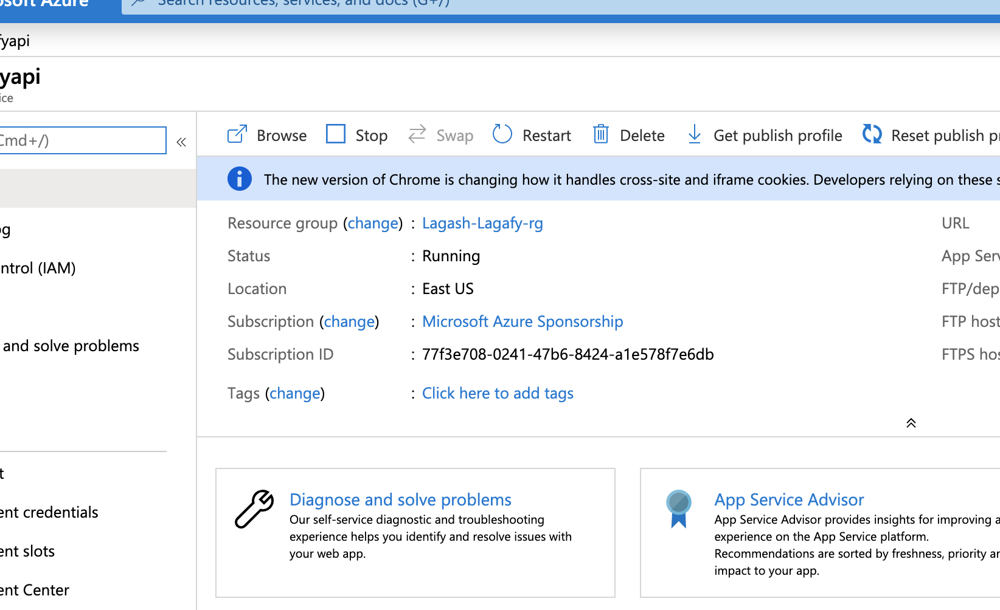 osoft Azure
Search resources, services, and docs (G+/)
fyapi
yapi
ice
Cmd+/)
«
Browse
Stop
Swap
Restart
Delete
Get publish profile
Reset publish pr
The new version of Chrome is changing how it handles cross-site and iframe cookies. Developers relying on these s
og
ntrol (IAM)
and solve problems
t
ent credentials
ent slots
ent Center
Resource group (change) : Lagash-Lagafy-rg
Status : Running
Location : East US
Subscription (change) : Microsoft Azure Sponsorship
Subscription ID : 77f3e708-0241-47b6-8424-a1e578f7e6db
Tags (change) : Click here to add tags
URL
App Serv
FTP/dep
FTP host
FTPS hos
Diagnose and solve problems
Our self-service diagnostic and troubleshooting
experience helps you identify and resolve issues with
your web app.
App Service Advisor
App Service Advisor provides insights for improving a
experience on the App Service platform.
Recommendations are sorted by freshness, priority an
impact to your app.